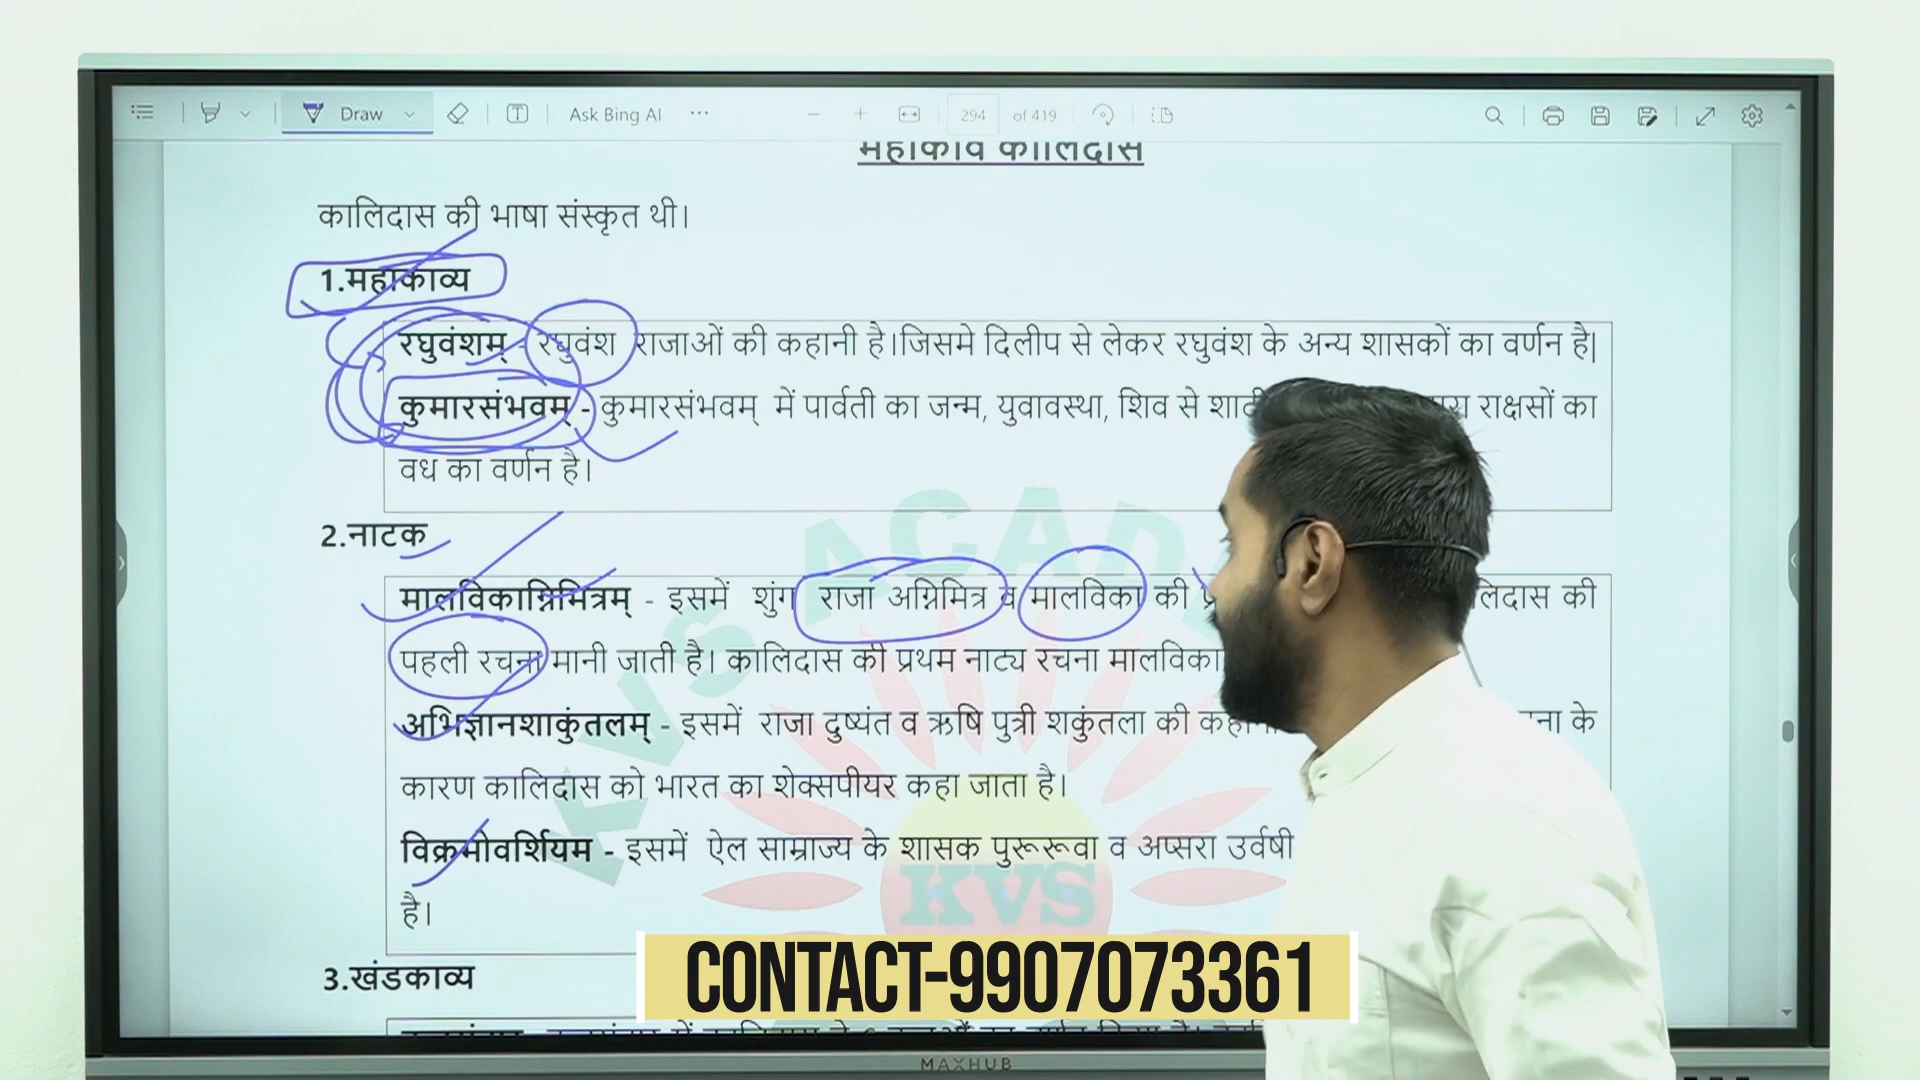 Draw Ask Bing AI ... 294 of 419
महाकवि कालिदास
कालिदास की भाषा संस्कृत थी।
1.महाकाव्य
रघुवंशम् - रघुवंश राजाओं की कहानी है।जिसमे दिलीप से लेकर रघुवंश के अन्य शासकों का वर्णन है|
कुमारसंभवम् - कुमारसंभवम् में पार्वती का जन्म, युवावस्था, शिव से राक्षसों का
वध का वर्णन है।
2.नाटक
मालविकाग्निमित्रम् - इसमें शुंग राजा अग्निमित्र व मालविका की
पहली रचना मानी जाती है। कालिदास की प्रथम नाट्य रचना
अभिज्ञानशाकुंतलम् - इसमें राजा दुष्यंत व ऋषि पुत्री शकुंतला की के
कारण कालिदास को भारत का शेक्सपीयर कहा जाता है।
विक्रमोवर्शियम - इसमें ऐल साम्राज्य के शासक पुरूरूवा व अप्सरा उर्वषी
है।
3.खंडकाव्य
KVS
CONTACT-9907073361
MAXHUB